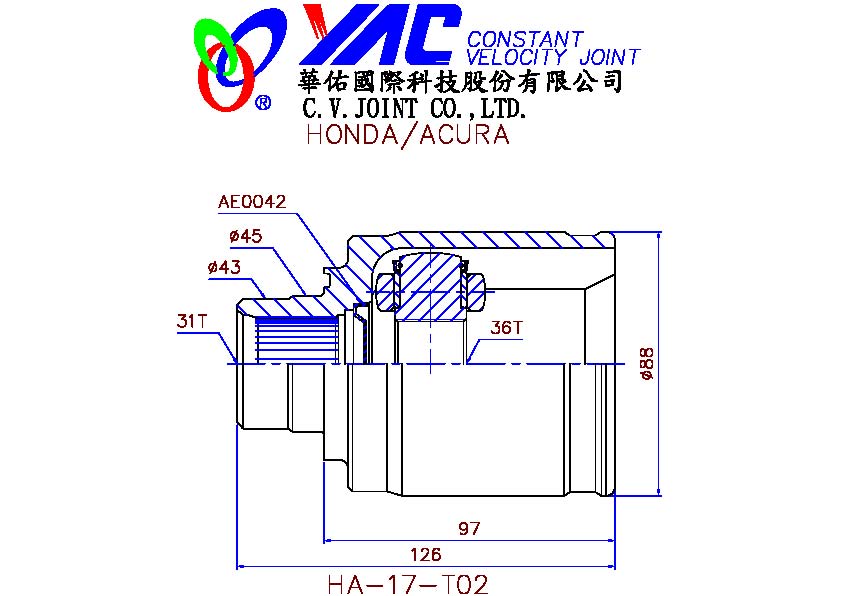 YAC CONSTANT
VELOCITY JOINT
®
華佑國際科技股份有限公司
C.V.JOINT CO.,LTD.
HONDA/ACURA
AE0042
ø45
ø43
31T
36T
ø88
97
126
HA-17-T02